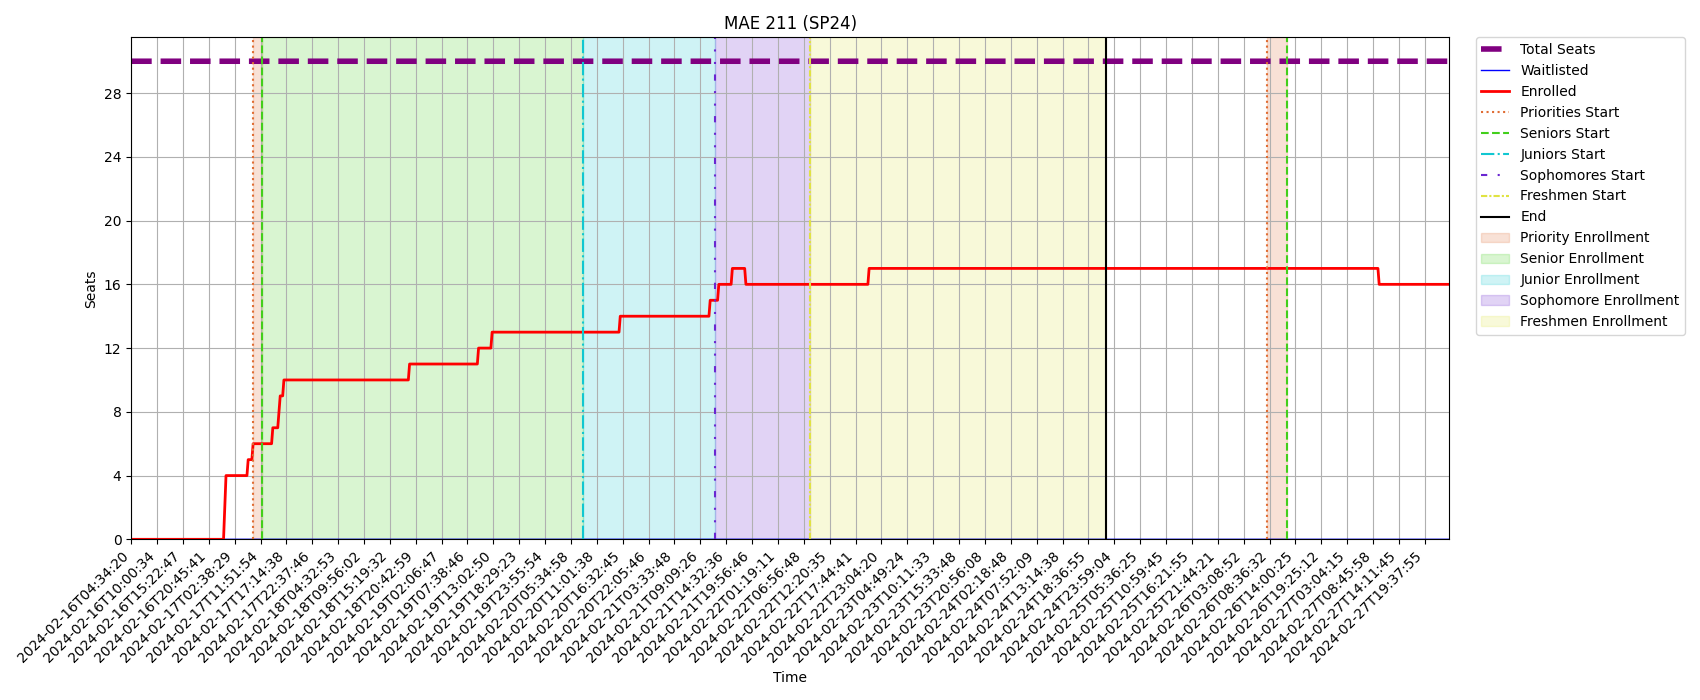 MAE 211 (SP24)
Seats
28
24
20
16
12
8
4
0
2024-02-16T04:34:20
2024-02-16T10:00:34
2024-02-16T15:22:47
2024-02-16T20:45:41
2024-02-17T02:38:29
2024-02-17T11:51:54
2024-02-17T17:14:38
2024-02-17T22:37:46
2024-02-18T04:32:53
2024-02-18T09:56:02
2024-02-18T15:19:32
2024-02-18T20:42:59
2024-02-19T02:06:47
2024-02-19T07:38:46
2024-02-19T13:02:50
2024-02-19T18:29:23
2024-02-19T23:55:54
2024-02-20T05:34:58
2024-02-20T11:01:38
2024-02-20T16:32:45
2024-02-20T22:05:46
2024-02-21T03:33:48
2024-02-21T09:09:26
2024-02-21T14:32:36
2024-02-21T19:56:46
2024-02-22T01:19:11
2024-02-22T06:56:48
2024-02-22T12:20:35
2024-02-22T17:44:41
2024-02-22T23:04:20
2024-02-23T04:49:24
2024-02-23T10:11:33
2024-02-23T15:33:48
2024-02-23T20:56:08
2024-02-24T02:18:48
2024-02-24T07:52:09
2024-02-24T13:14:38
2024-02-24T18:36:55
2024-02-24T23:59:04
2024-02-25T05:36:25
2024-02-25T10:59:45
2024-02-25T16:21:55
2024-02-25T21:44:21
2024-02-26T03:08:52
2024-02-26T08:36:32
2024-02-26T14:00:25
2024-02-26T19:25:12
2024-02-27T03:04:15
2024-02-27T08:45:58
2024-02-27T14:11:45
2024-02-27T19:37:55
Time
Total Seats
Waitlisted
Enrolled
Priorities Start
Seniors Start
Juniors Start
Sophomores Start
Freshmen Start
End
Priority Enrollment
Senior Enrollment
Junior Enrollment
Sophomore Enrollment
Freshmen Enrollment